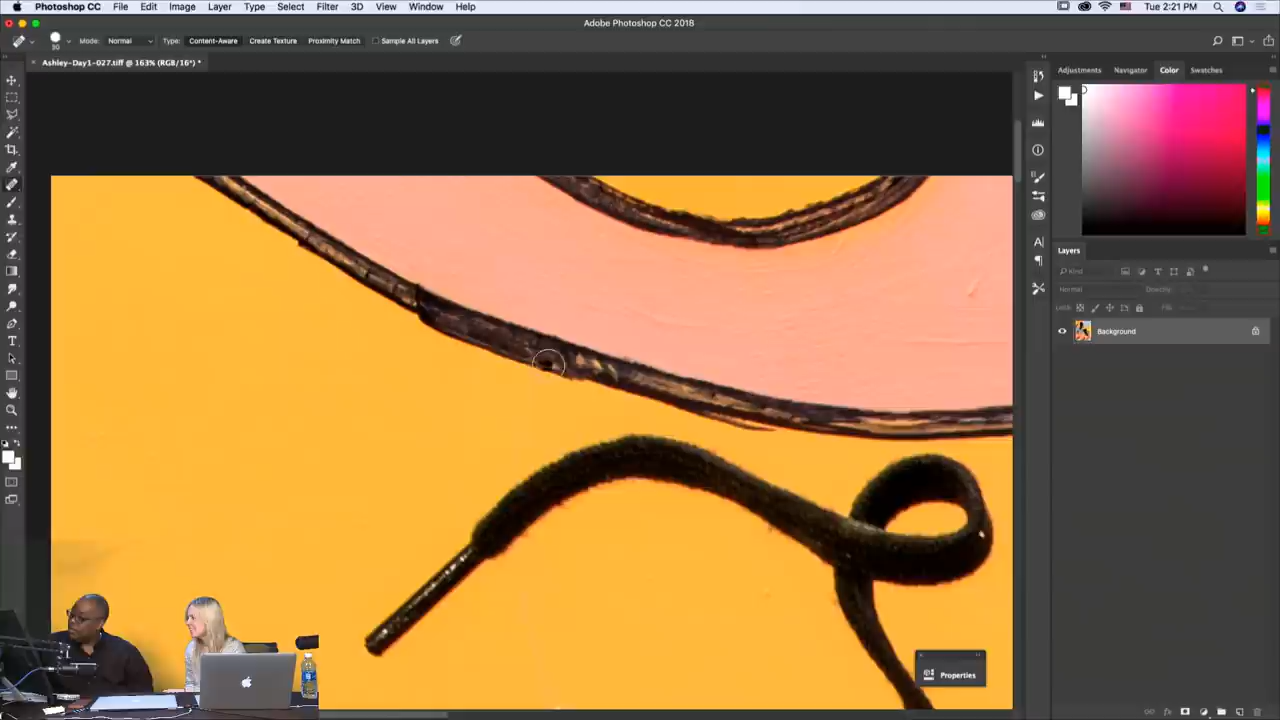 Photoshop CC File Edit Image Layer Type Select Filter 3D View Window Help Tue 2:21 PM
Adobe Photoshop CC 2018
30 Mode: Normal Type: Content-Aware Create Texture Proximity Match Sample All Layers
Ashley-Day1-027.tiff @ 163% (RGB/16*) *
Adjustments Navigator Color Swatches
Layers
Kind
Normal Opacity:
Lock: Fill:
Background
Properties